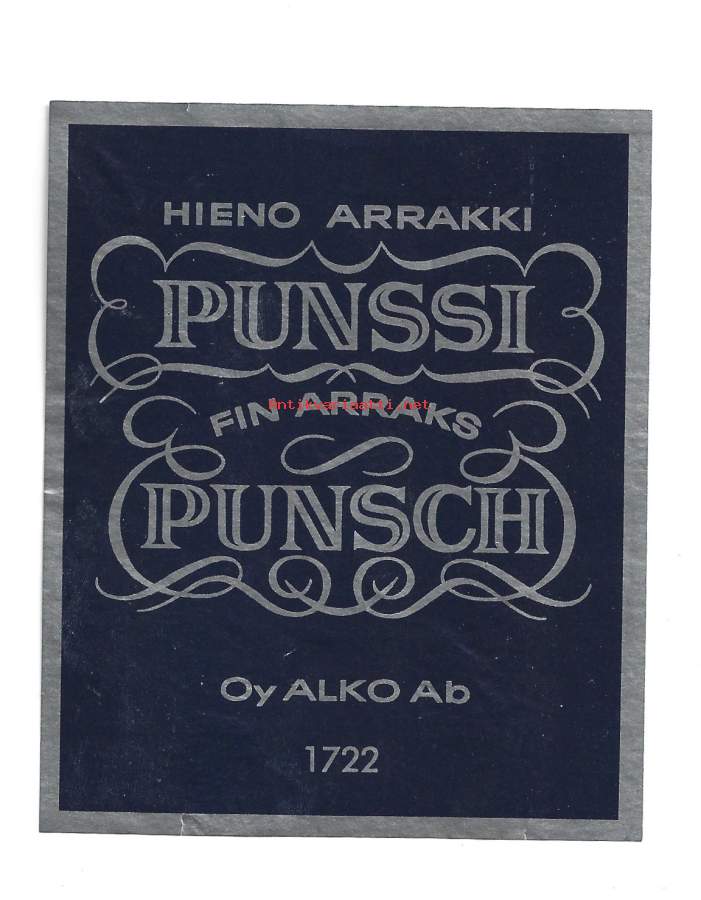 HIENO ARRAKKI
PUNSSI
Antikvariaatti.net
FIN ARRAKS
PUNSCH
Oy ALKO Ab
1722